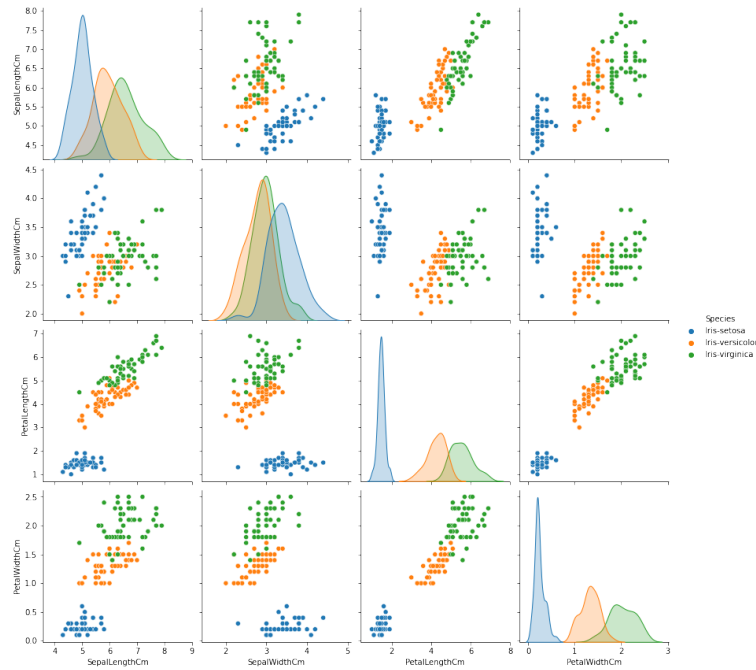 8.0
7.5
7.0
6.5
6.0
5.5
5.0
4.5
SepalLengthCm
4.5
4.0
3.5
3.0
2.5
2.0
SepalWidthCm
Species
Iris-setosa
Iris-versicolor
Iris-virginica
7
6
5
4
3
2
1
PetalLengthCm
2.5
2.0
1.5
1.0
0.5
0.0
PetalWidthCm
4 5 6 7 8 9
2 3 4 5
2 4 6 8
0 1 2 3
SepalLengthCm SepalWidthCm PetalLengthCm PetalWidthCm